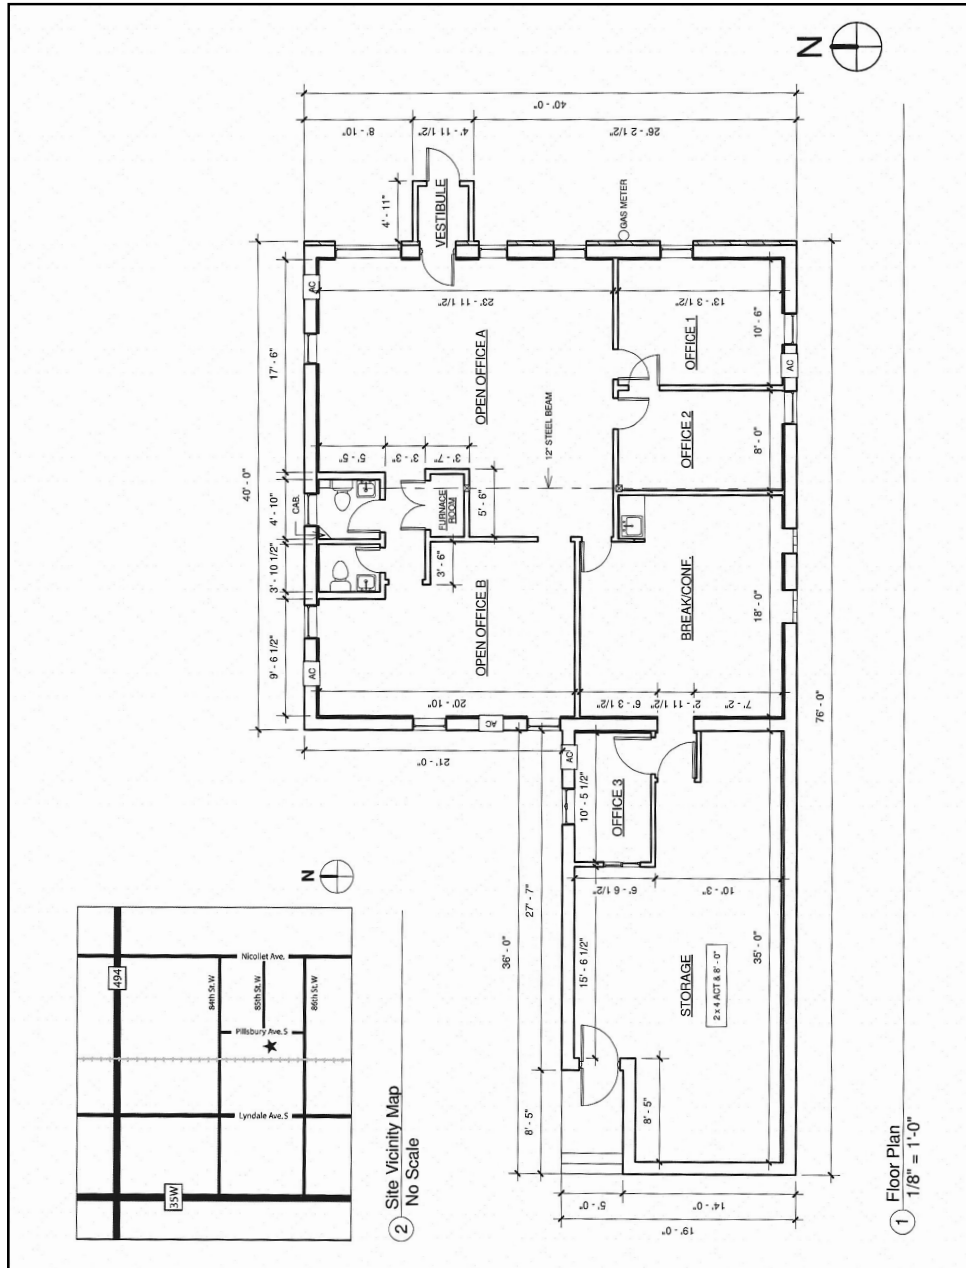 N
40' - 0"
8' - 10"
4' - 11 1/2"
26' - 2 1/2"
4' - 11"
VESTIBULE
GAS METER
AC
17' - 6"
40' - 0"
4' - 10"
3' - 10 1/2"
9' - 6 1/2"
CAB.
AC
23' - 11 1/2"
13' - 3 1/2"
OPEN OFFICE A
OFFICE 1
10' - 6"
AC
5' - 5"
3' - 3"
3' - 7"
12" STEEL BEAM
OFFICE 2
8' - 0"
FURNACE
ROOM
5' - 6"
3' - 6"
OPEN OFFICE B
BREAK/CONF.
18' - 0"
20' - 10"
6' - 3 1/2"
2' - 11 1/2"
7' - 2"
AC
76' - 0"
21' - 0"
AC
OFFICE 3
10' - 5 1/2"
6' - 6 1/2"
10' - 3"
27' - 7"
36' - 0"
15' - 6 1/2"
STORAGE
2 x 4 ACT & 8' - 0"
35' - 0"
8' - 5"
8' - 5"
5' - 0"
14' - 0"
19' - 0"
1
Floor Plan
1/8" = 1'-0"
N
494
Nicollet Ave.
84th St. W
85th St. W
86th St. W
Pillsbury Ave. S
Lyndale Ave. S
35W
2
Site Vicinity Map
No Scale